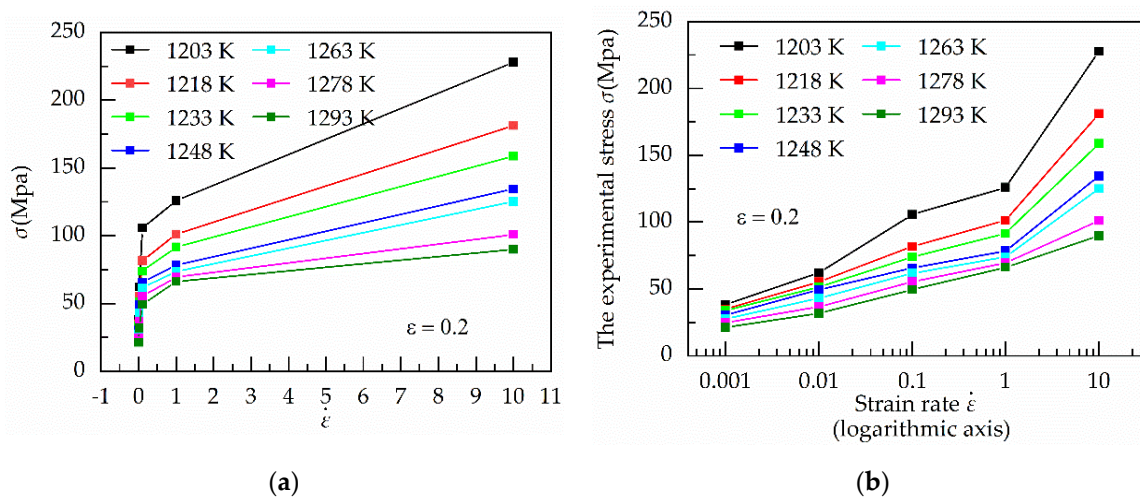 250
200
150
100
50
0
σ(Mpa)
1203 K
1218 K
1233 K
1248 K
1263 K
1278 K
1293 K
ε = 0.2
-1 0 1 2 3 4 5 6 7 8 9 10 11
ε̇
(a)
250
200
150
100
50
0
The experimental stress σ(Mpa)
1203 K
1218 K
1233 K
1248 K
1263 K
1278 K
1293 K
ε = 0.2
0.001 0.01 0.1 1 10
Strain rate ε̇
(logarithmic axis)
(b)